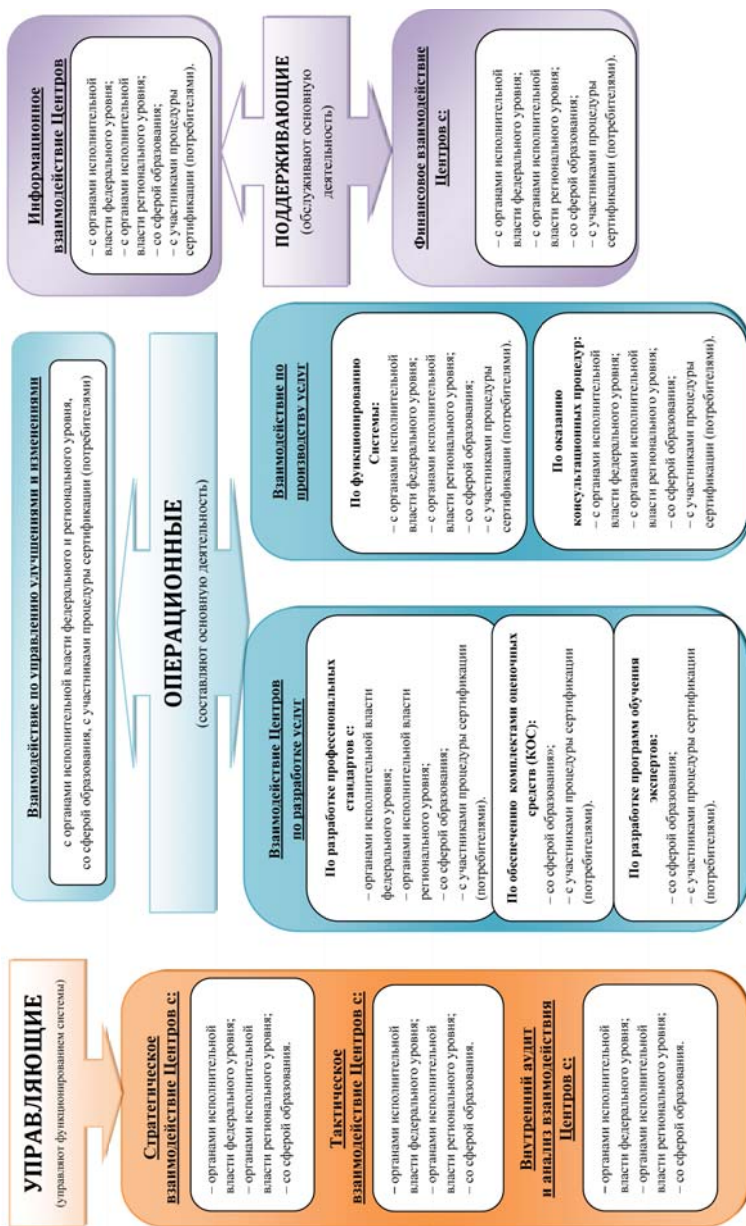 УПРАВЛЯЮЩИЕ
(управляют функционированием системы)
Стратегическое
взаимодействие Центров с:
– органами исполнительной
власти федерального уровня;
– органами исполнительной
власти регионального уровня;
– со сферой образования.
Тактическое
взаимодействие Центров с:
– органами исполнительной
власти федерального уровня;
– органами исполнительной
власти регионального уровня;
– со сферой образования.
Внутренний аудит
и анализ взаимодействия
Центров с:
– органами исполнительной
власти федерального уровня;
– органами исполнительной
власти регионального уровня;
– со сферой образования.
Взаимодействие по управлению улучшениями и изменениями
с органами исполнительной власти федерального и регионального уровня,
со сферой образования, с участниками процедуры сертификации (потребителями)
ОПЕРАЦИОННЫЕ
(составляют основную деятельность)
Взаимодействие Центров
по разработке услуг
По разработке профессиональных
стандартов с:
– органами исполнительной власти
федерального уровня;
– органами исполнительной власти
регионального уровня;
– со сферой образования;
– с участниками процедуры сертификации
(потребителями).
По обеспечению комплектами оценочных
средств (КОС):
– со сферой образования»;
– с участниками процедуры сертификации
(потребителями).
По разработке программ обучения
экспертов:
– со сферой образования;
– с участниками процедуры сертификации
(потребителями).
Взаимодействие по
производству услуг
По функционированию
Системы:
– с органами исполнительной
власти федерального уровня;
– с органами исполнительной
власти регионального уровня;
– со сферой образования;
– с участниками процедуры
сертификации (потребителями).
По оказанию
консультационных процедур:
– с органами исполнительной
власти федерального уровня;
– с органами исполнительной
власти регионального уровня;
– со сферой образования;
– с участниками процедуры
сертификации (потребителями).
Информационное
взаимодействие Центров
– с органами исполнительной
власти федерального уровня;
– с органами исполнительной
власти регионального уровня;
– со сферой образования;
– с участниками процедуры
сертификации (потребителями).
ПОДДЕРЖИВАЮЩИЕ
(обслуживают основную
деятельность)
Финансовое взаимодействие
Центров с:
– с органами исполнительной
власти федерального уровня;
– с органами исполнительной
власти регионального уровня;
– со сферой образования;
– с участниками процедуры
сертификации (потребителями).